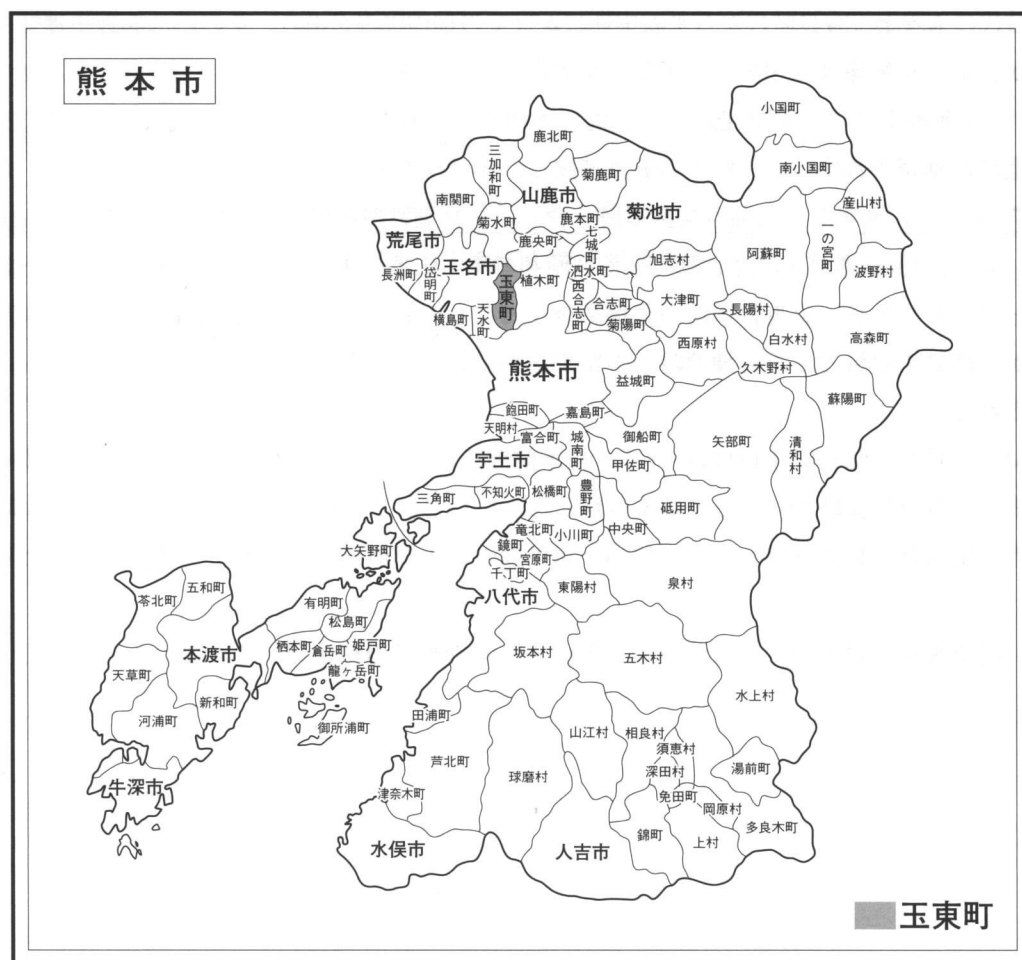 熊本市
小国町
鹿北町
三加和町
南小国町
菊鹿町
山鹿市
南関町
産山村
菊池市
菊水町
鹿本町
一の宮町
七城町
荒尾市
鹿央町
阿蘇町
旭志村
玉名市
長洲町
岱明町
泗水町
波野村
玉東町
植木町
西合志町
合志町
大津町
長陽村
横島町
天水町
菊陽町
西原村
白水村
高森町
熊本市
久木野村
益城町
蘇陽町
飽田町
嘉島町
天明村
富合町
城南町
御船町
矢部町
清和村
宇土市
甲佐町
三角町
不知火町
松橋町
豊野町
砥用町
竜北町
小川町
中央町
大矢野町
鏡町
宮原町
千丁町
東陽村
泉村
八代市
五和町
苓北町
有明町
松島町
本渡市
栖本町
倉岳町
姫戸町
坂本村
五木村
龍ヶ岳町
天草町
新和町
水上村
河浦町
御所浦町
田浦町
山江村
相良村
須恵村
芦北町
球磨村
深田村
湯前町
牛深市
津奈木町
免田町
岡原村
錦町
多良木町
上村
水俣市
人吉市
玉東町